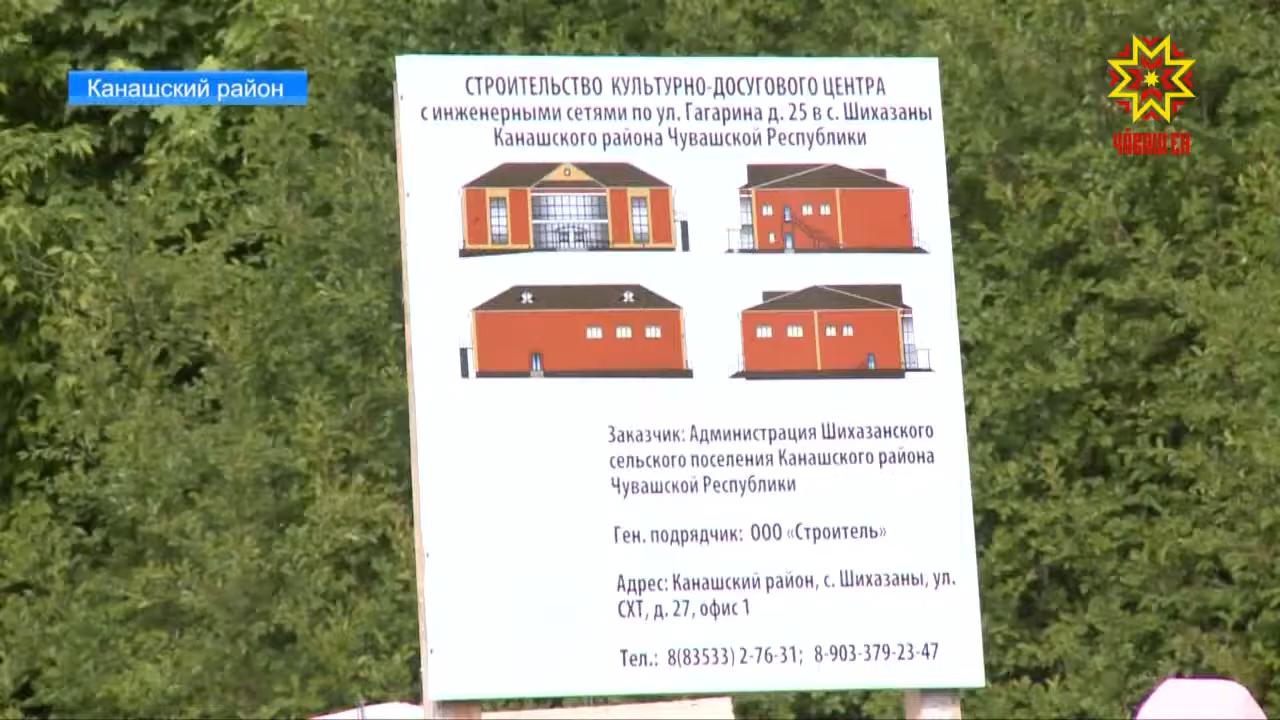 Канашский район
ЧӐВАШ ЕН
СТРОИТЕЛЬСТВО КУЛЬТУРНО-ДОСУГОВОГО ЦЕНТРА
с инженерными сетями по ул. Гагарина д. 25 в с. Шихазаны
Канашского района Чувашской Республики
Заказчик: Администрация Шихазанского
сельского поселения Канашского района
Чувашской Республики
Ген. подрядчик: ООО «Строитель»
Адрес: Канашский район, с. Шихазаны, ул.
СХТ, д. 27, офис 1
Тел.: 8(83533) 2-76-31; 8-903-379-23-47